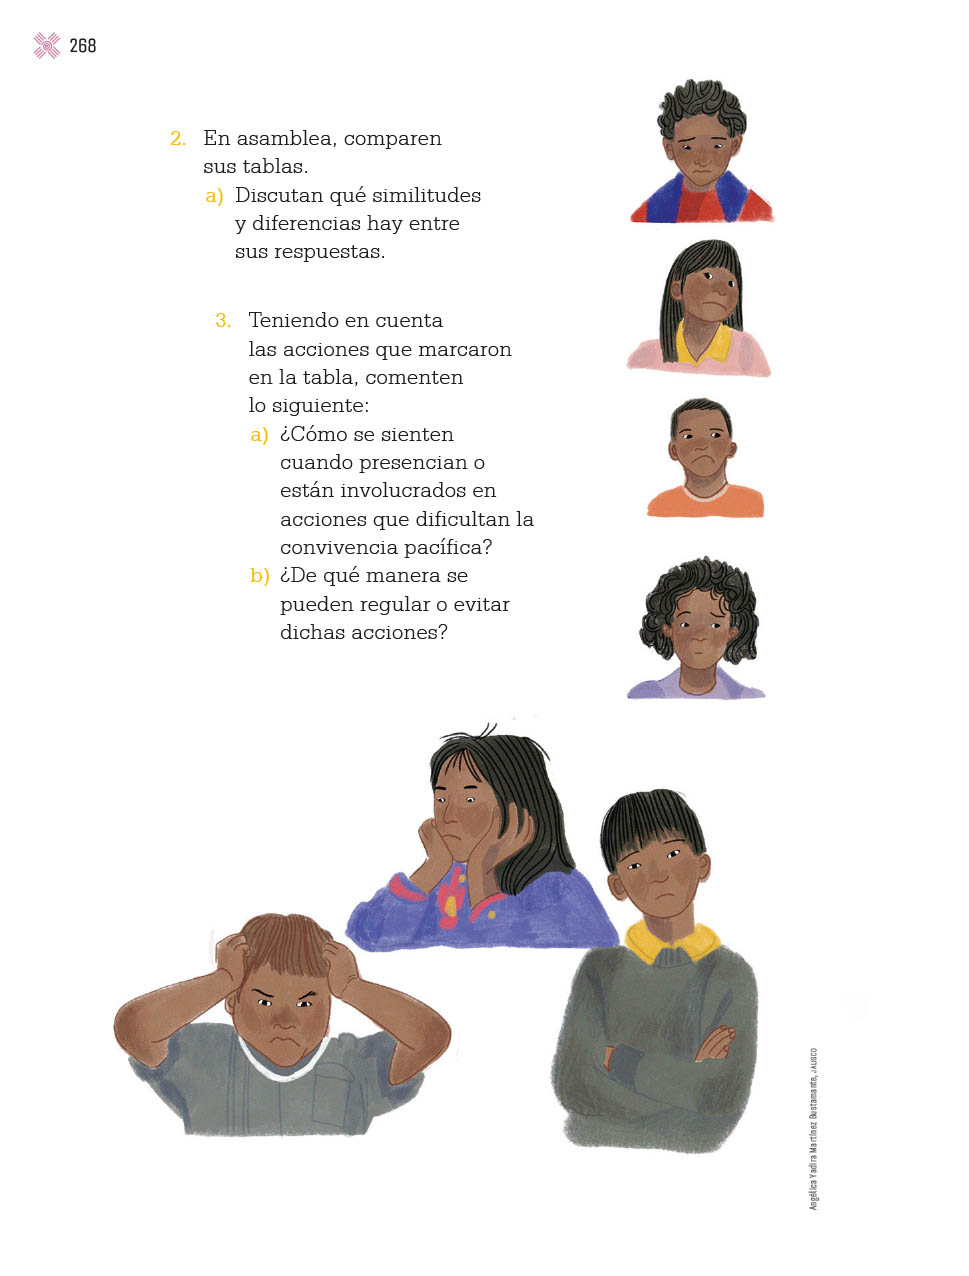 268
2. En asamblea, comparen
sus tablas.
a) Discutan qué similitudes
y diferencias hay entre
sus respuestas.
3. Teniendo en cuenta
las acciones que marcaron
en la tabla, comenten
lo siguiente:
a) ¿Cómo se sienten
cuando presencian o
están involucrados en
acciones que dificultan la
convivencia pacífica?
b) ¿De qué manera se
pueden regular o evitar
dichas acciones?
Angélica Yadira Martínez Bustamante, JALISCO